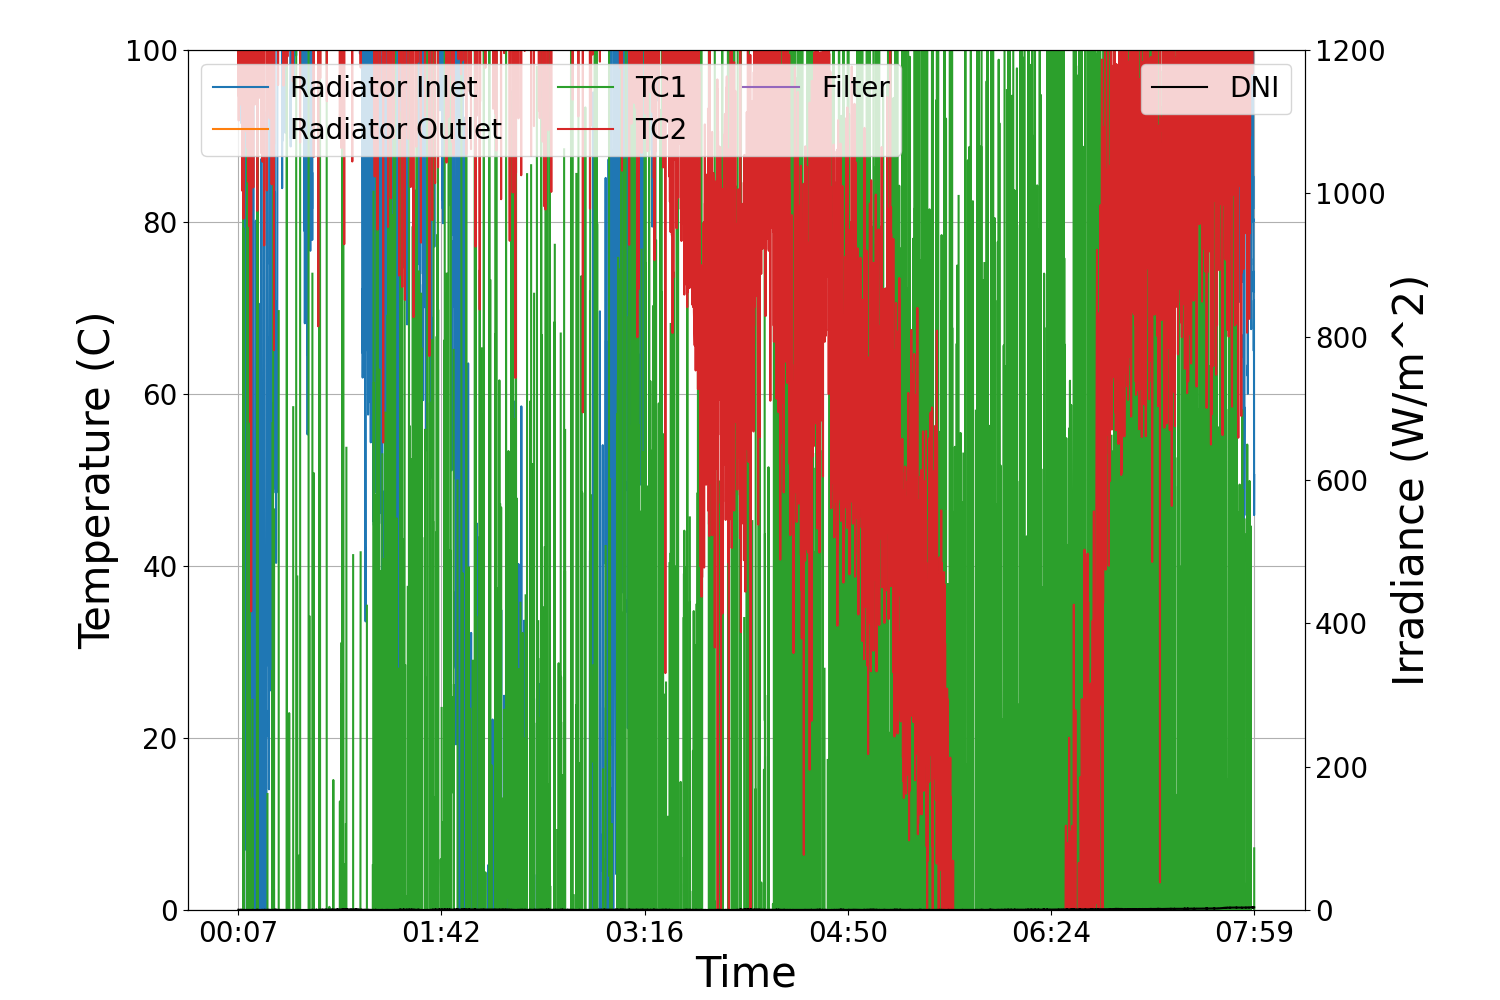 100
80
60
40
20
0
Temperature (C)
Radiator Inlet
Radiator Outlet
TC1
TC2
Filter
DNI
1200
1000
800
600
400
200
0
Irradiance (W/m^2)
00:07
01:42
03:16
04:50
06:24
07:59
Time